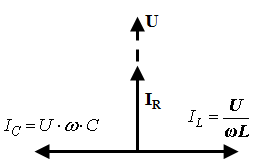 U
I_C = U · ω · C
I_R
I_L = U/ωL